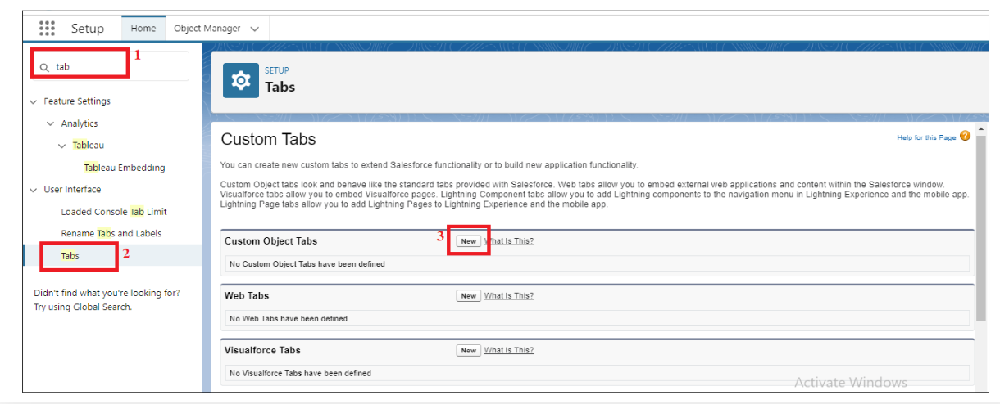 Setup Home Object Manager
1
tab
Feature Settings
Analytics
Tableau
Tableau Embedding
User Interface
Loaded Console Tab Limit
Rename Tabs and Labels
Tabs 2
Didn't find what you're looking for?
Try using Global Search.
SETUP
Tabs
Custom Tabs
Help for this Page ?
You can create new custom tabs to extend Salesforce functionality or to build new application functionality.
Custom Object tabs look and behave like the standard tabs provided with Salesforce. Web tabs allow you to embed external web applications and content within the Salesforce window.
Visualforce tabs allow you to embed Visualforce pages. Lightning Component tabs allow you to add Lightning components to the navigation menu in Lightning Experience and the mobile app.
Lightning Page tabs allow you to add Lightning Pages to Lightning Experience and the mobile app.
Custom Object Tabs 3 New What Is This?
No Custom Object Tabs have been defined
Web Tabs New What Is This?
No Web Tabs have been defined
Visualforce Tabs New What Is This?
No Visualforce Tabs have been defined
Activate Windows